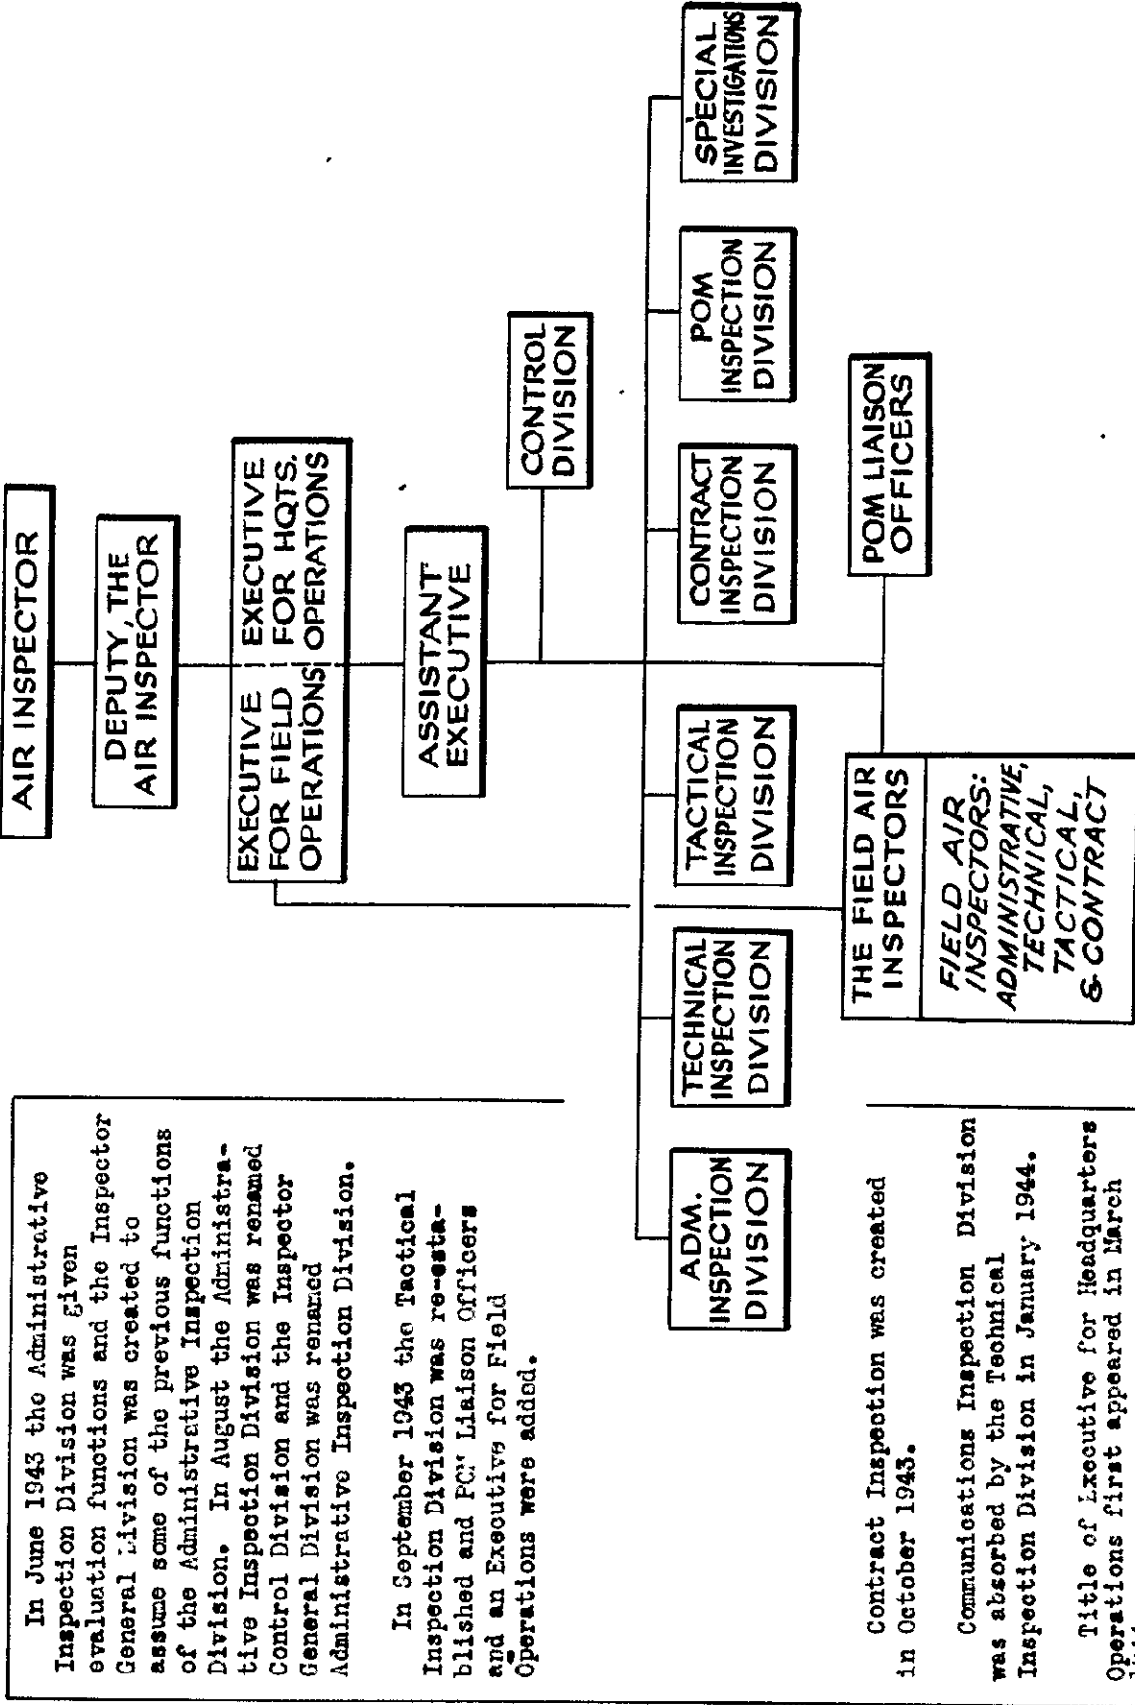 AIR INSPECTOR
DEPUTY, THE
AIR INSPECTOR
EXECUTIVE
FOR FIELD
OPERATIONS
EXECUTIVE
FOR HQTS.
OPERATIONS
ASSISTANT
EXECUTIVE
CONTROL
DIVISION
ADM.
INSPECTION
DIVISION
TECHNICAL
INSPECTION
DIVISION
TACTICAL
INSPECTION
DIVISION
CONTRACT
INSPECTION
DIVISION
POM
INSPECTION
DIVISION
SPECIAL
INVESTIGATIONS
DIVISION
THE FIELD AIR
INSPECTORS
FIELD AIR
INSPECTORS:
ADMINISTRATIVE,
TECHNICAL,
TACTICAL,
& CONTRACT
POM LIAISON
OFFICERS
In June 1943 the Administrative
Inspection Division was given
evaluation functions and the Inspector
General Division was created to
assume some of the previous functions
of the Administrative Inspection
Division. In August the Administra-
tive Inspection Division was renamed
Control Division and the Inspector
General Division was renamed
Administrative Inspection Division.
In September 1943 the Tactical
Inspection Division was re-esta-
blished and POM Liaison Officers
and an Executive for Field
Operations were added.
Contract Inspection was created
in October 1943.
Communications Inspection Division
was absorbed by the Technical
Inspection Division in January 1944.
Title of Executive for Headquarters
Operations first appeared in March